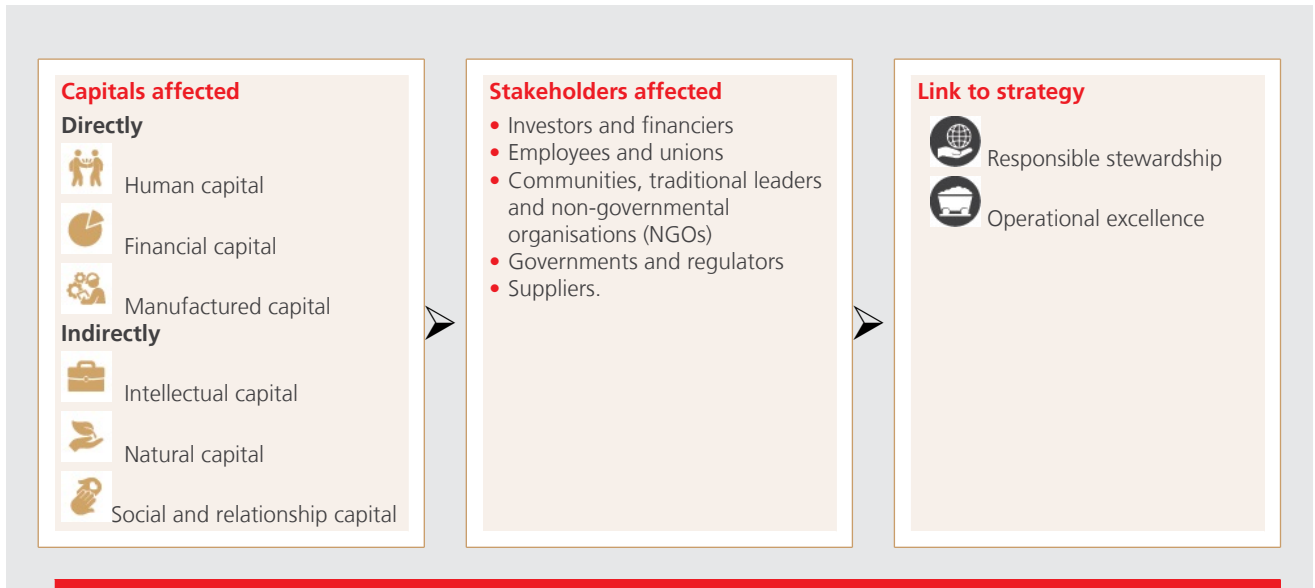 Capitals affected
Directly
Human capital
Financial capital
Manufactured capital
Indirectly
Intellectual capital
Natural capital
Social and relationship capital
Stakeholders affected
• Investors and financiers
• Employees and unions
• Communities, traditional leaders
and non-governmental
organisations (NGOs)
• Governments and regulators
• Suppliers.
Link to strategy
Responsible stewardship
Operational excellence